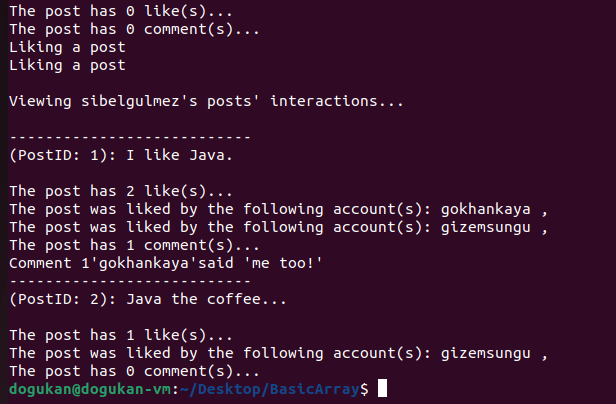 The post has 0 like(s)...
The post has 0 comment(s)...
Liking a post
Liking a post
Viewing sibelgulmez's posts' interactions...
---------------------------
(PostID: 1): I like Java.
The post has 2 like(s)...
The post was liked by the following account(s): gokhankaya ,
The post was liked by the following account(s): gizemsungu ,
The post has 1 comment(s)...
Comment 1'gokhankaya'said 'me too!'
---------------------------
(PostID: 2): Java the coffee...
The post has 1 like(s)...
The post was liked by the following account(s): gizemsungu ,
The post has 0 comment(s)...
dogukan@dogukan-vm:~/Desktop/BasicArray$